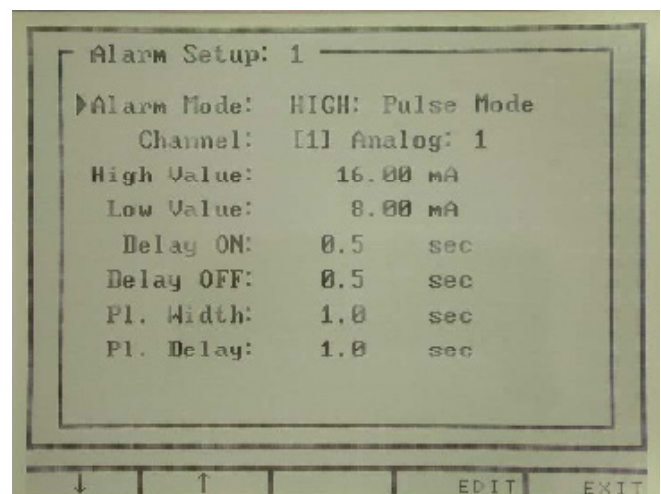 Alarm Setup: 1
▶Alarm Mode: HIGH: Pulse Mode
Channel: [1] Analog: 1
High Value: 16.00 mA
Low Value: 8.00 mA
Delay ON: 0.5 sec
Delay OFF: 0.5 sec
Pl. Width: 1.0 sec
Pl. Delay: 1.0 sec
↓ ↑ EDIT EXIT